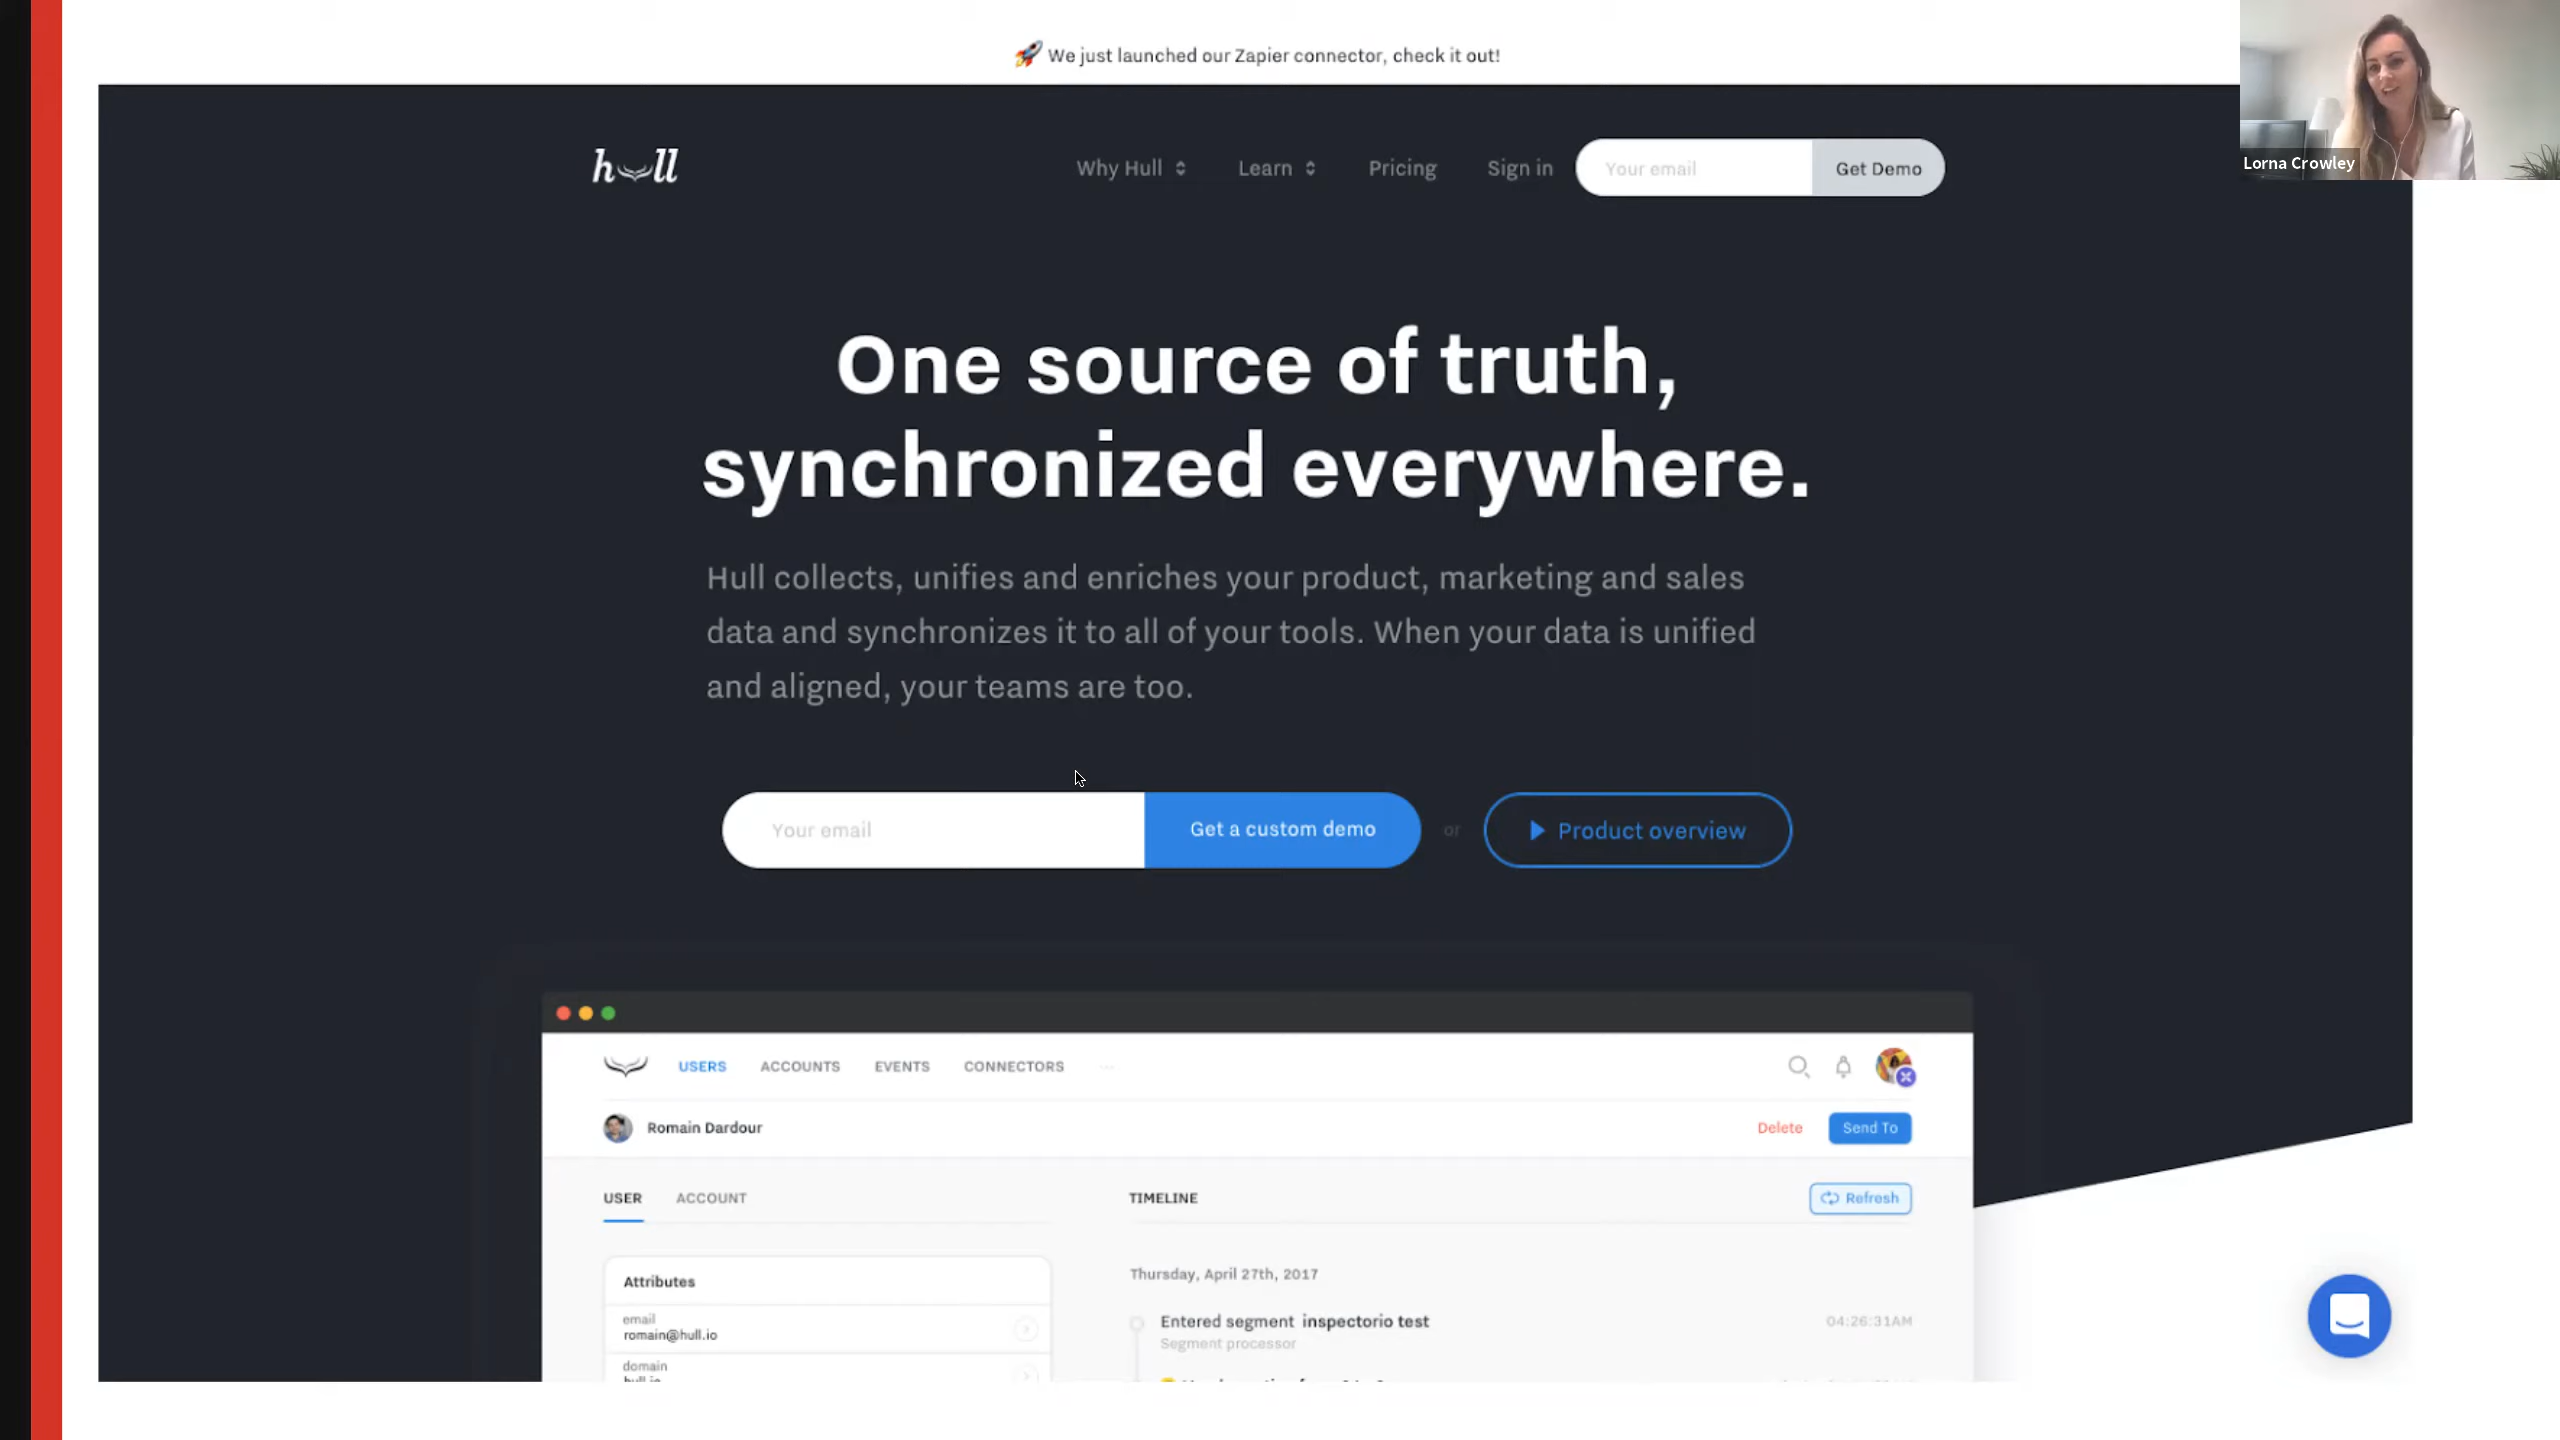 🚀 We just launched our Zapier connector, check it out!
hull
Why Hull Learn Pricing Sign in Your email Get Demo
Lorna Crowley
One source of truth,
synchronized everywhere.
Hull collects, unifies and enriches your product, marketing and sales
data and synchronizes it to all of your tools. When your data is unified
and aligned, your teams are too.
Your email Get a custom demo or Product overview
USERS ACCOUNTS EVENTS CONNECTORS ...
Romain Dardour Delete Send To
USER ACCOUNT
TIMELINE Refresh
Attributes
email
romain@hull.io
domain
hull.io
Thursday, April 27th, 2017
Entered segment inspectorio test 04:26:31AM
Segment processor